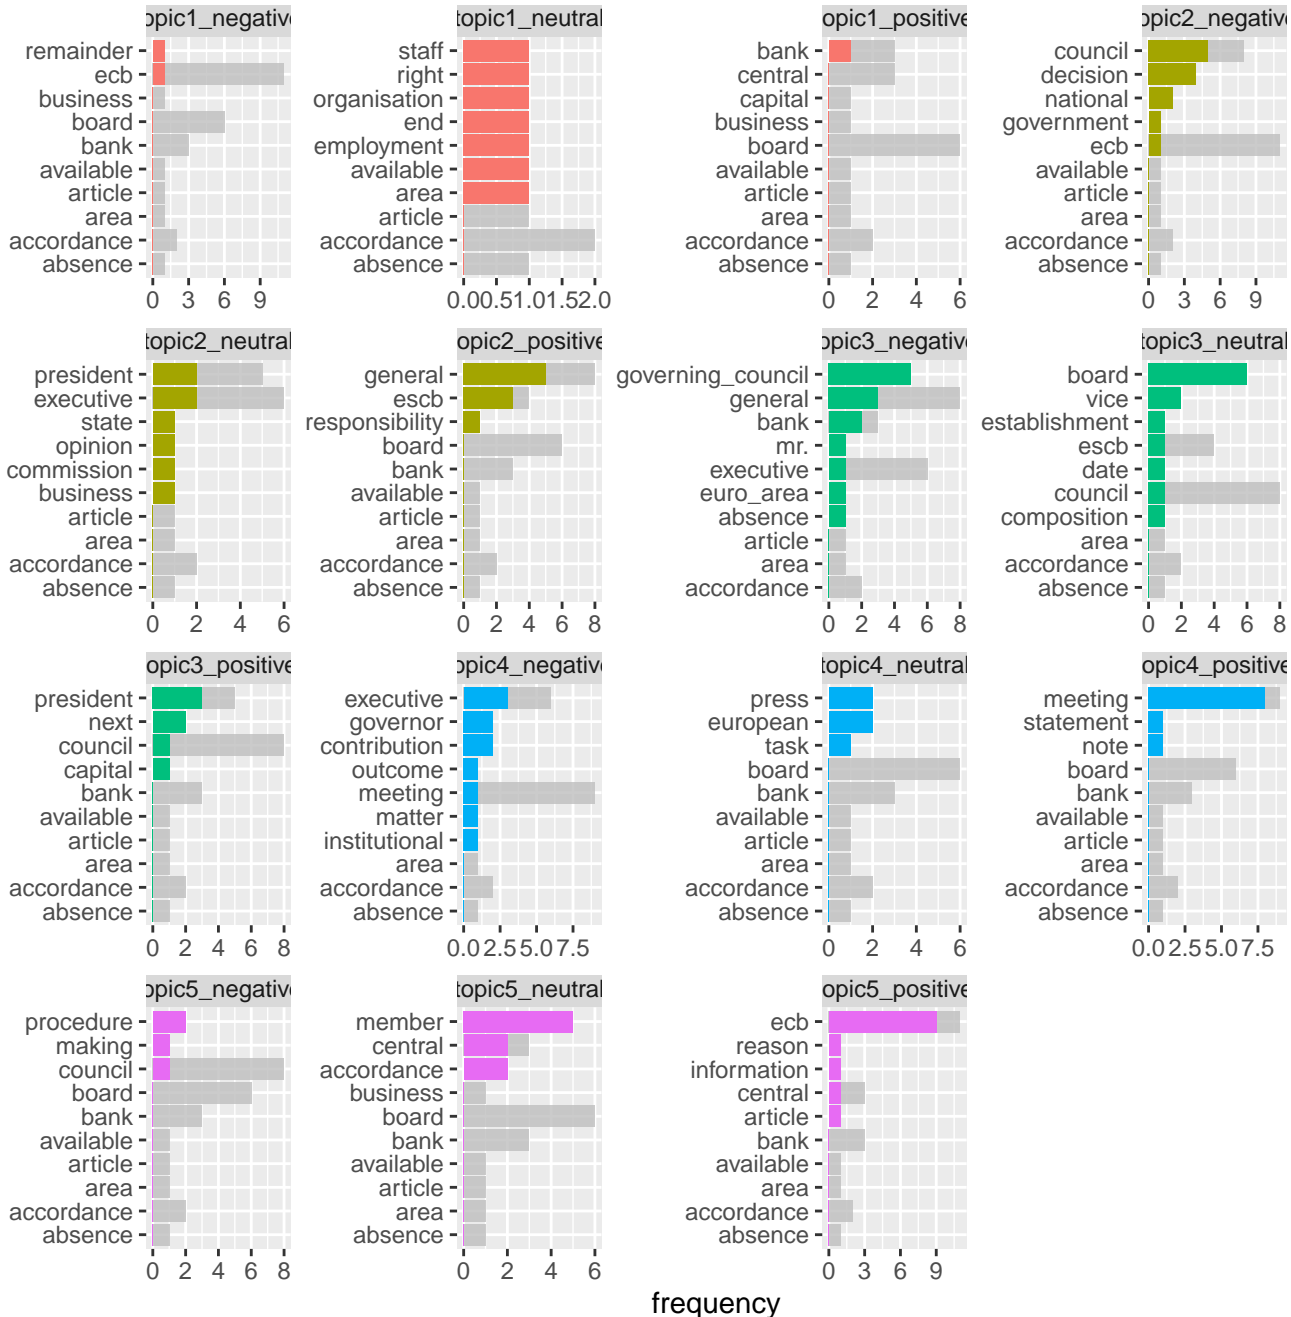 opic1_negative
remainder
ecb
business
board
bank
available
article
area
accordance
absence
0 3 6 9
topic1_neutral
staff
right
organisation
end
employment
available
area
article
accordance
absence
0.00.51.01.52.0
opic1_positive
bank
central
capital
business
board
available
article
area
accordance
absence
0 2 4 6
opic2_negative
council
decision
national
government
ecb
available
article
area
accordance
absence
0 3 6 9
topic2_neutral
president
executive
state
opinion
commission
business
article
area
accordance
absence
0 2 4 6
opic2_positive
general
escb
responsibility
board
bank
available
article
area
accordance
absence
0 2 4 6 8
opic3_negative
governing_council
general
bank
mr.
executive
euro_area
absence
article
area
accordance
0 2 4 6 8
topic3_neutral
board
vice
establishment
escb
date
council
composition
area
accordance
absence
0 2 4 6 8
opic3_positive
president
next
council
capital
bank
available
article
area
accordance
absence
0 2 4 6 8
opic4_negative
executive
governor
contribution
outcome
meeting
matter
institutional
area
accordance
absence
0.0 2.5 5.0 7.5
topic4_neutral
press
european
task
board
bank
available
article
area
accordance
absence
0 2 4 6
opic4_positive
meeting
statement
note
board
bank
available
article
area
accordance
absence
0.0 2.5 5.0 7.5
opic5_negative
procedure
making
council
board
bank
available
article
area
accordance
absence
0 2 4 6 8
topic5_neutral
member
central
accordance
business
board
bank
available
article
area
absence
0 2 4 6
opic5_positive
ecb
reason
information
central
article
bank
available
area
accordance
absence
0 3 6 9
frequency